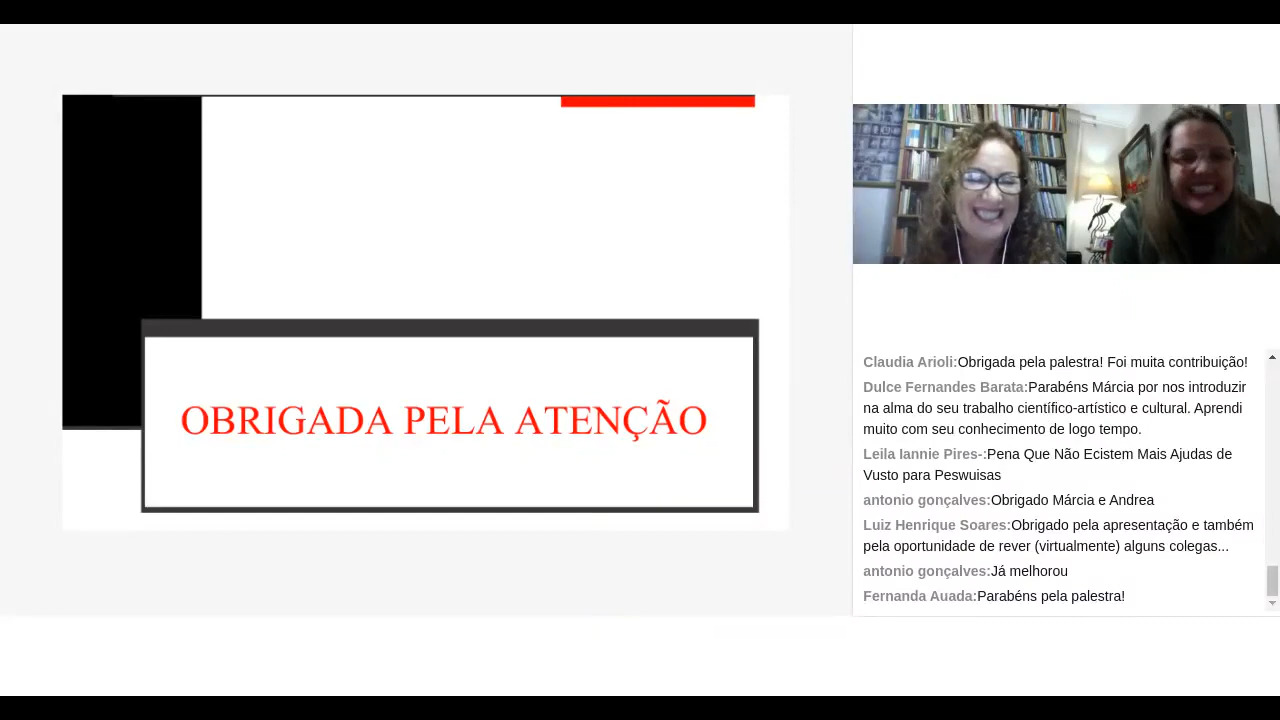 OBRIGADA PELA ATENÇÃO
Claudia Arioli:Obrigada pela palestra! Foi muita contribuição!
Dulce Fernandes Barata:Parabéns Márcia por nos introduzir
na alma do seu trabalho científico-artístico e cultural. Aprendi
muito com seu conhecimento de logo tempo.
Leila Iannie Pires-:Pena Que Não Ecistem Mais Ajudas de
Vusto para Peswuisas
antonio gonçalves:Obrigado Márcia e Andrea
Luiz Henrique Soares:Obrigado pela apresentação e também
pela oportunidade de rever (virtualmente) alguns colegas...
antonio gonçalves:Já melhorou
Fernanda Auada:Parabéns pela palestra!